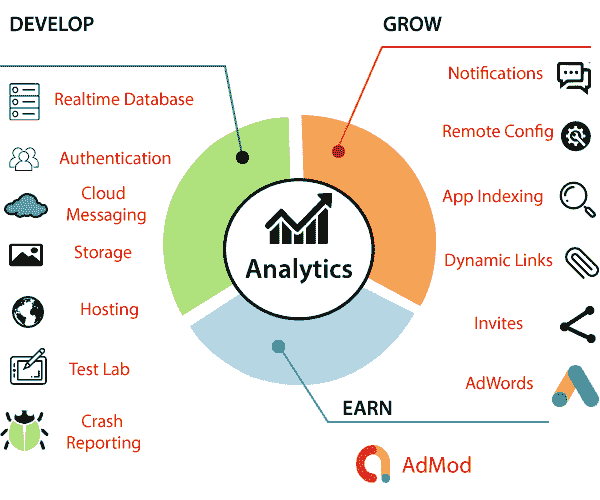 DEVELOP
Realtime Database
Authentication
Cloud
Messaging
Storage
Hosting
Test Lab
Crash
Reporting
GROW
Notifications
Remote Config
App Indexing
Dynamic Links
Invites
AdWords
Analytics
EARN
AdMod